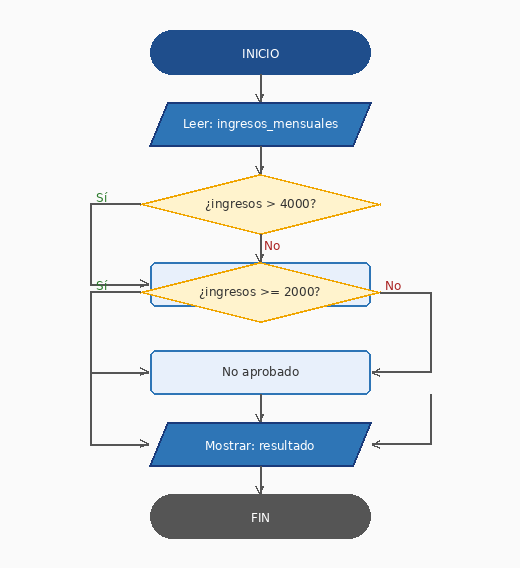 INICIO
Leer: ingresos_mensuales
¿ingresos > 4000?
Sí
No
¿ingresos >= 2000?
Sí
No
No aprobado
Mostrar: resultado
FIN